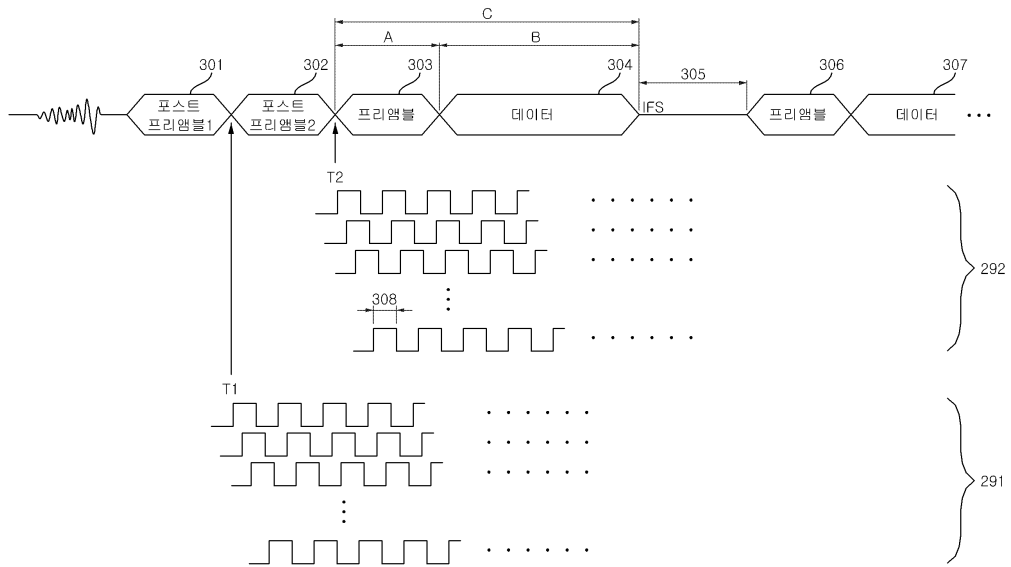 C
A
B
301
302
303
304
305
306
307
포스트
프리앰블1
포스트
프리앰블2
프리앰블
데이터
IFS
프리앰블
데이터
T2
292
308
T1
291